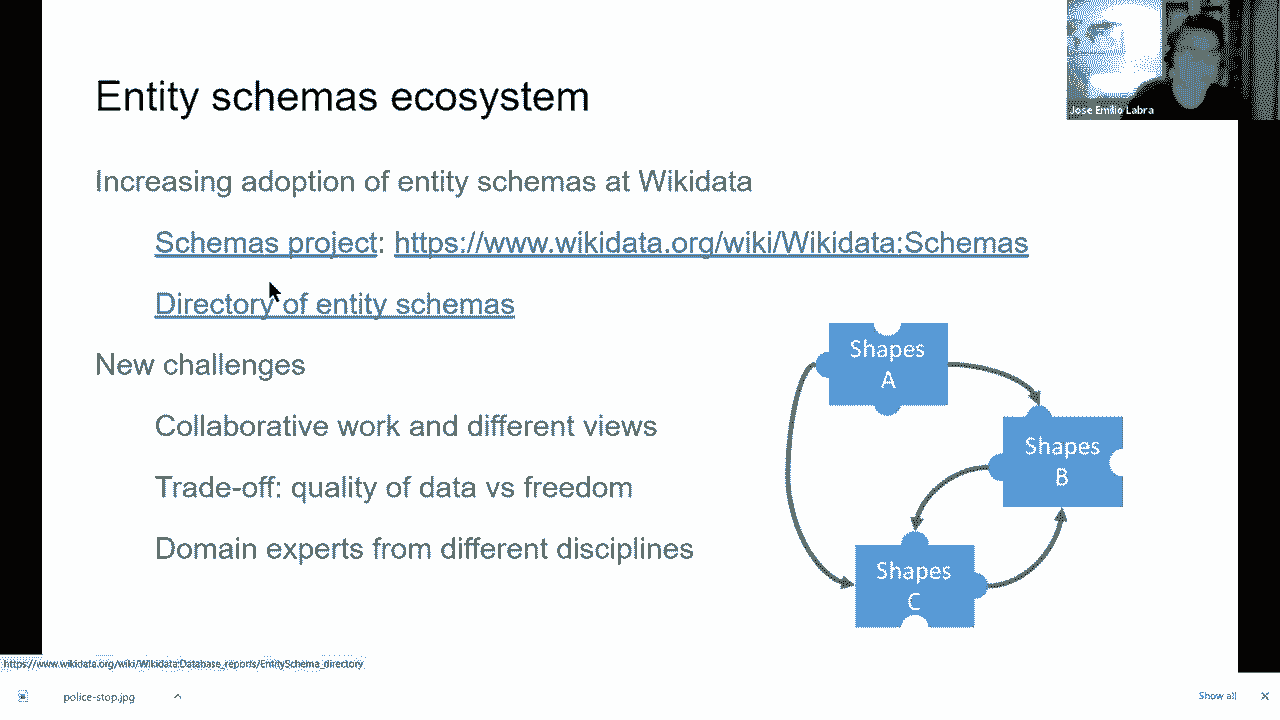 Jose Emilio Labra
Entity schemas ecosystem
Increasing adoption of entity schemas at Wikidata
Schemas project: https://www.wikidata.org/wiki/Wikidata:Schemas
Directory of entity schemas
New challenges
Collaborative work and different views
Trade-off: quality of data vs freedom
Domain experts from different disciplines
Shapes
A
Shapes
B
Shapes
C
https://www.wikidata.org/wiki/Wikidata:Database_reports/EntitySchema_directory
police-stop.jpg
Show all